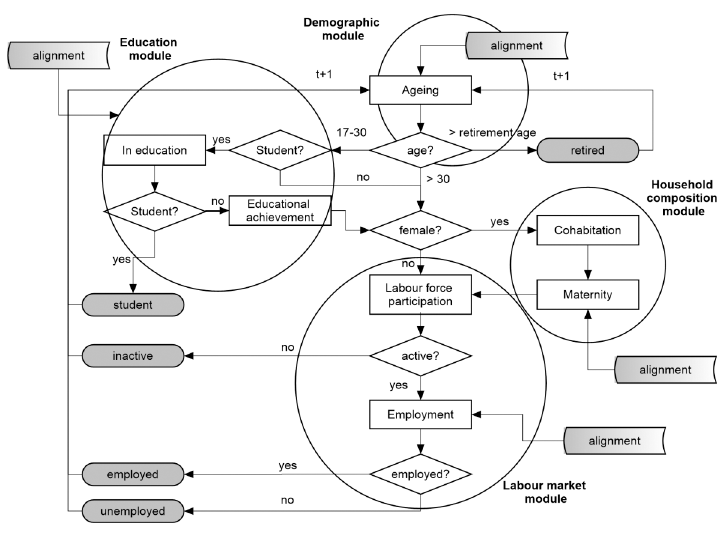 Demographic
module
Education
module
alignment
alignment
t+1
t+1
Ageing
17-30
> retirement age
yes
In education
Student?
age?
retired
no
> 30
Household
composition
module
Student?
no
Educational
achievement
female?
yes
Cohabitation
yes
no
student
Labour force
participation
Maternity
inactive
no
active?
alignment
yes
Employment
alignment
employed
yes
employed?
Labour market
module
no
unemployed